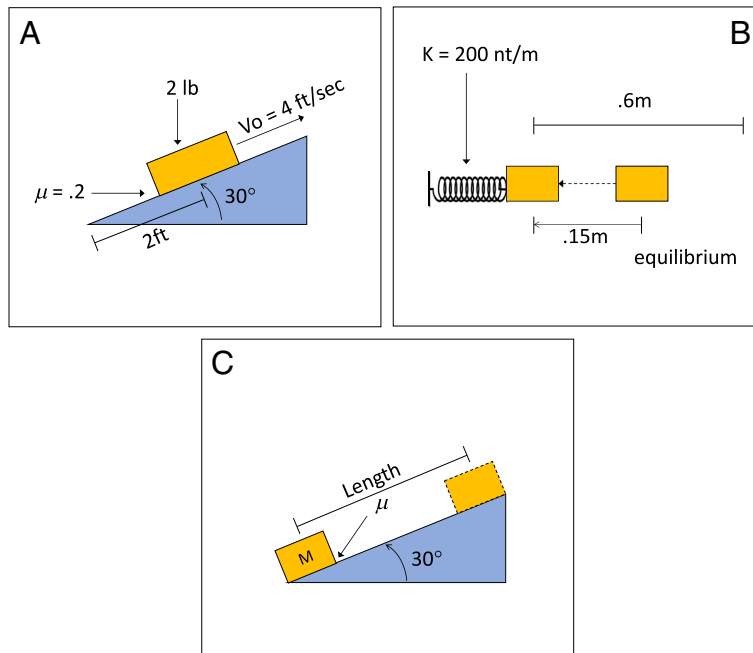 A
2 lb
Vo = 4 ft/sec
μ = .2
30°
2ft
B
K = 200 nt/m
.6m
.15m
equilibrium
C
Length
μ
M
30°